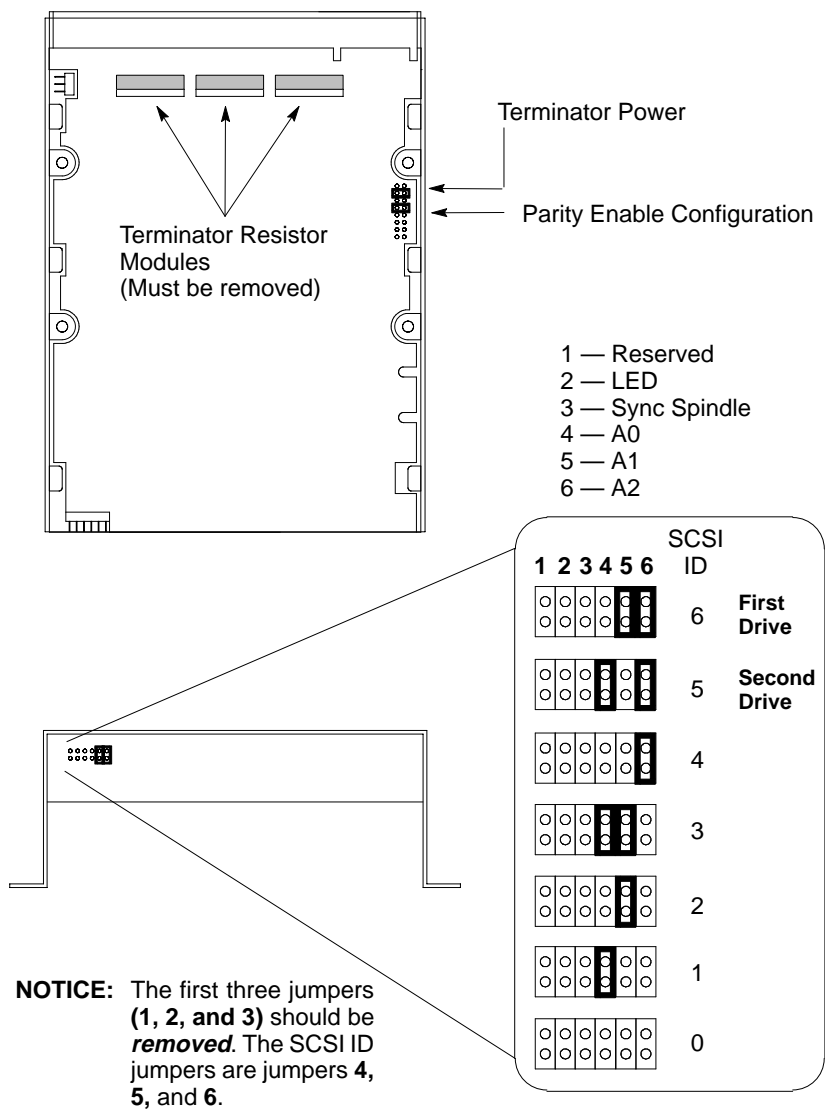 Terminator Power
Parity Enable Configuration
Terminator Resistor
Modules
(Must be removed)
1 — Reserved
2 — LED
3 — Sync Spindle
4 — A0
5 — A1
6 — A2
SCSI
1 2 3 4 5 6 ID
6 First
Drive
5 Second
Drive
4
3
2
1
0
NOTICE: The first three jumpers
(1, 2, and 3) should be
removed. The SCSI ID
jumpers are jumpers 4,
5, and 6.